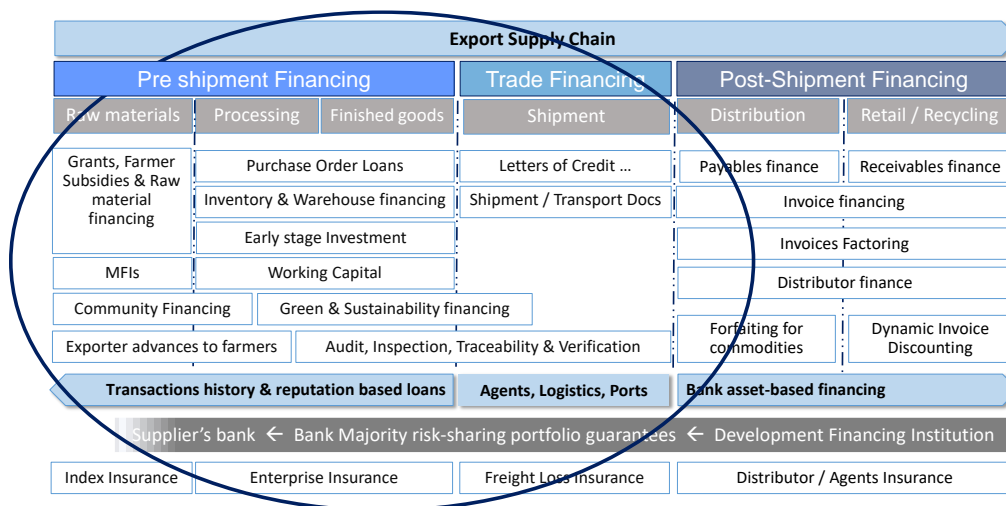 Export Supply Chain
Pre shipment Financing
Trade Financing
Post-Shipment Financing
Raw materials
Processing
Finished goods
Shipment
Distribution
Retail / Recycling
Grants, Farmer
Subsidies & Raw
material
financing
Purchase Order Loans
Letters of Credit ...
Payables finance
Receivables finance
Inventory & Warehouse financing
Shipment / Transport Docs
Invoice financing
Early stage Investment
Invoices Factoring
MFIs
Working Capital
Distributor finance
Community Financing
Green & Sustainability financing
Forfaiting for
commodities
Dynamic Invoice
Discounting
Exporter advances to farmers
Audit, Inspection, Traceability & Verification
Transactions history & reputation based loans
Agents, Logistics, Ports
Bank asset-based financing
Supplier's bank ← Bank Majority risk-sharing portfolio guarantees ← Development Financing Institution
Index Insurance
Enterprise Insurance
Freight Loss Insurance
Distributor / Agents Insurance